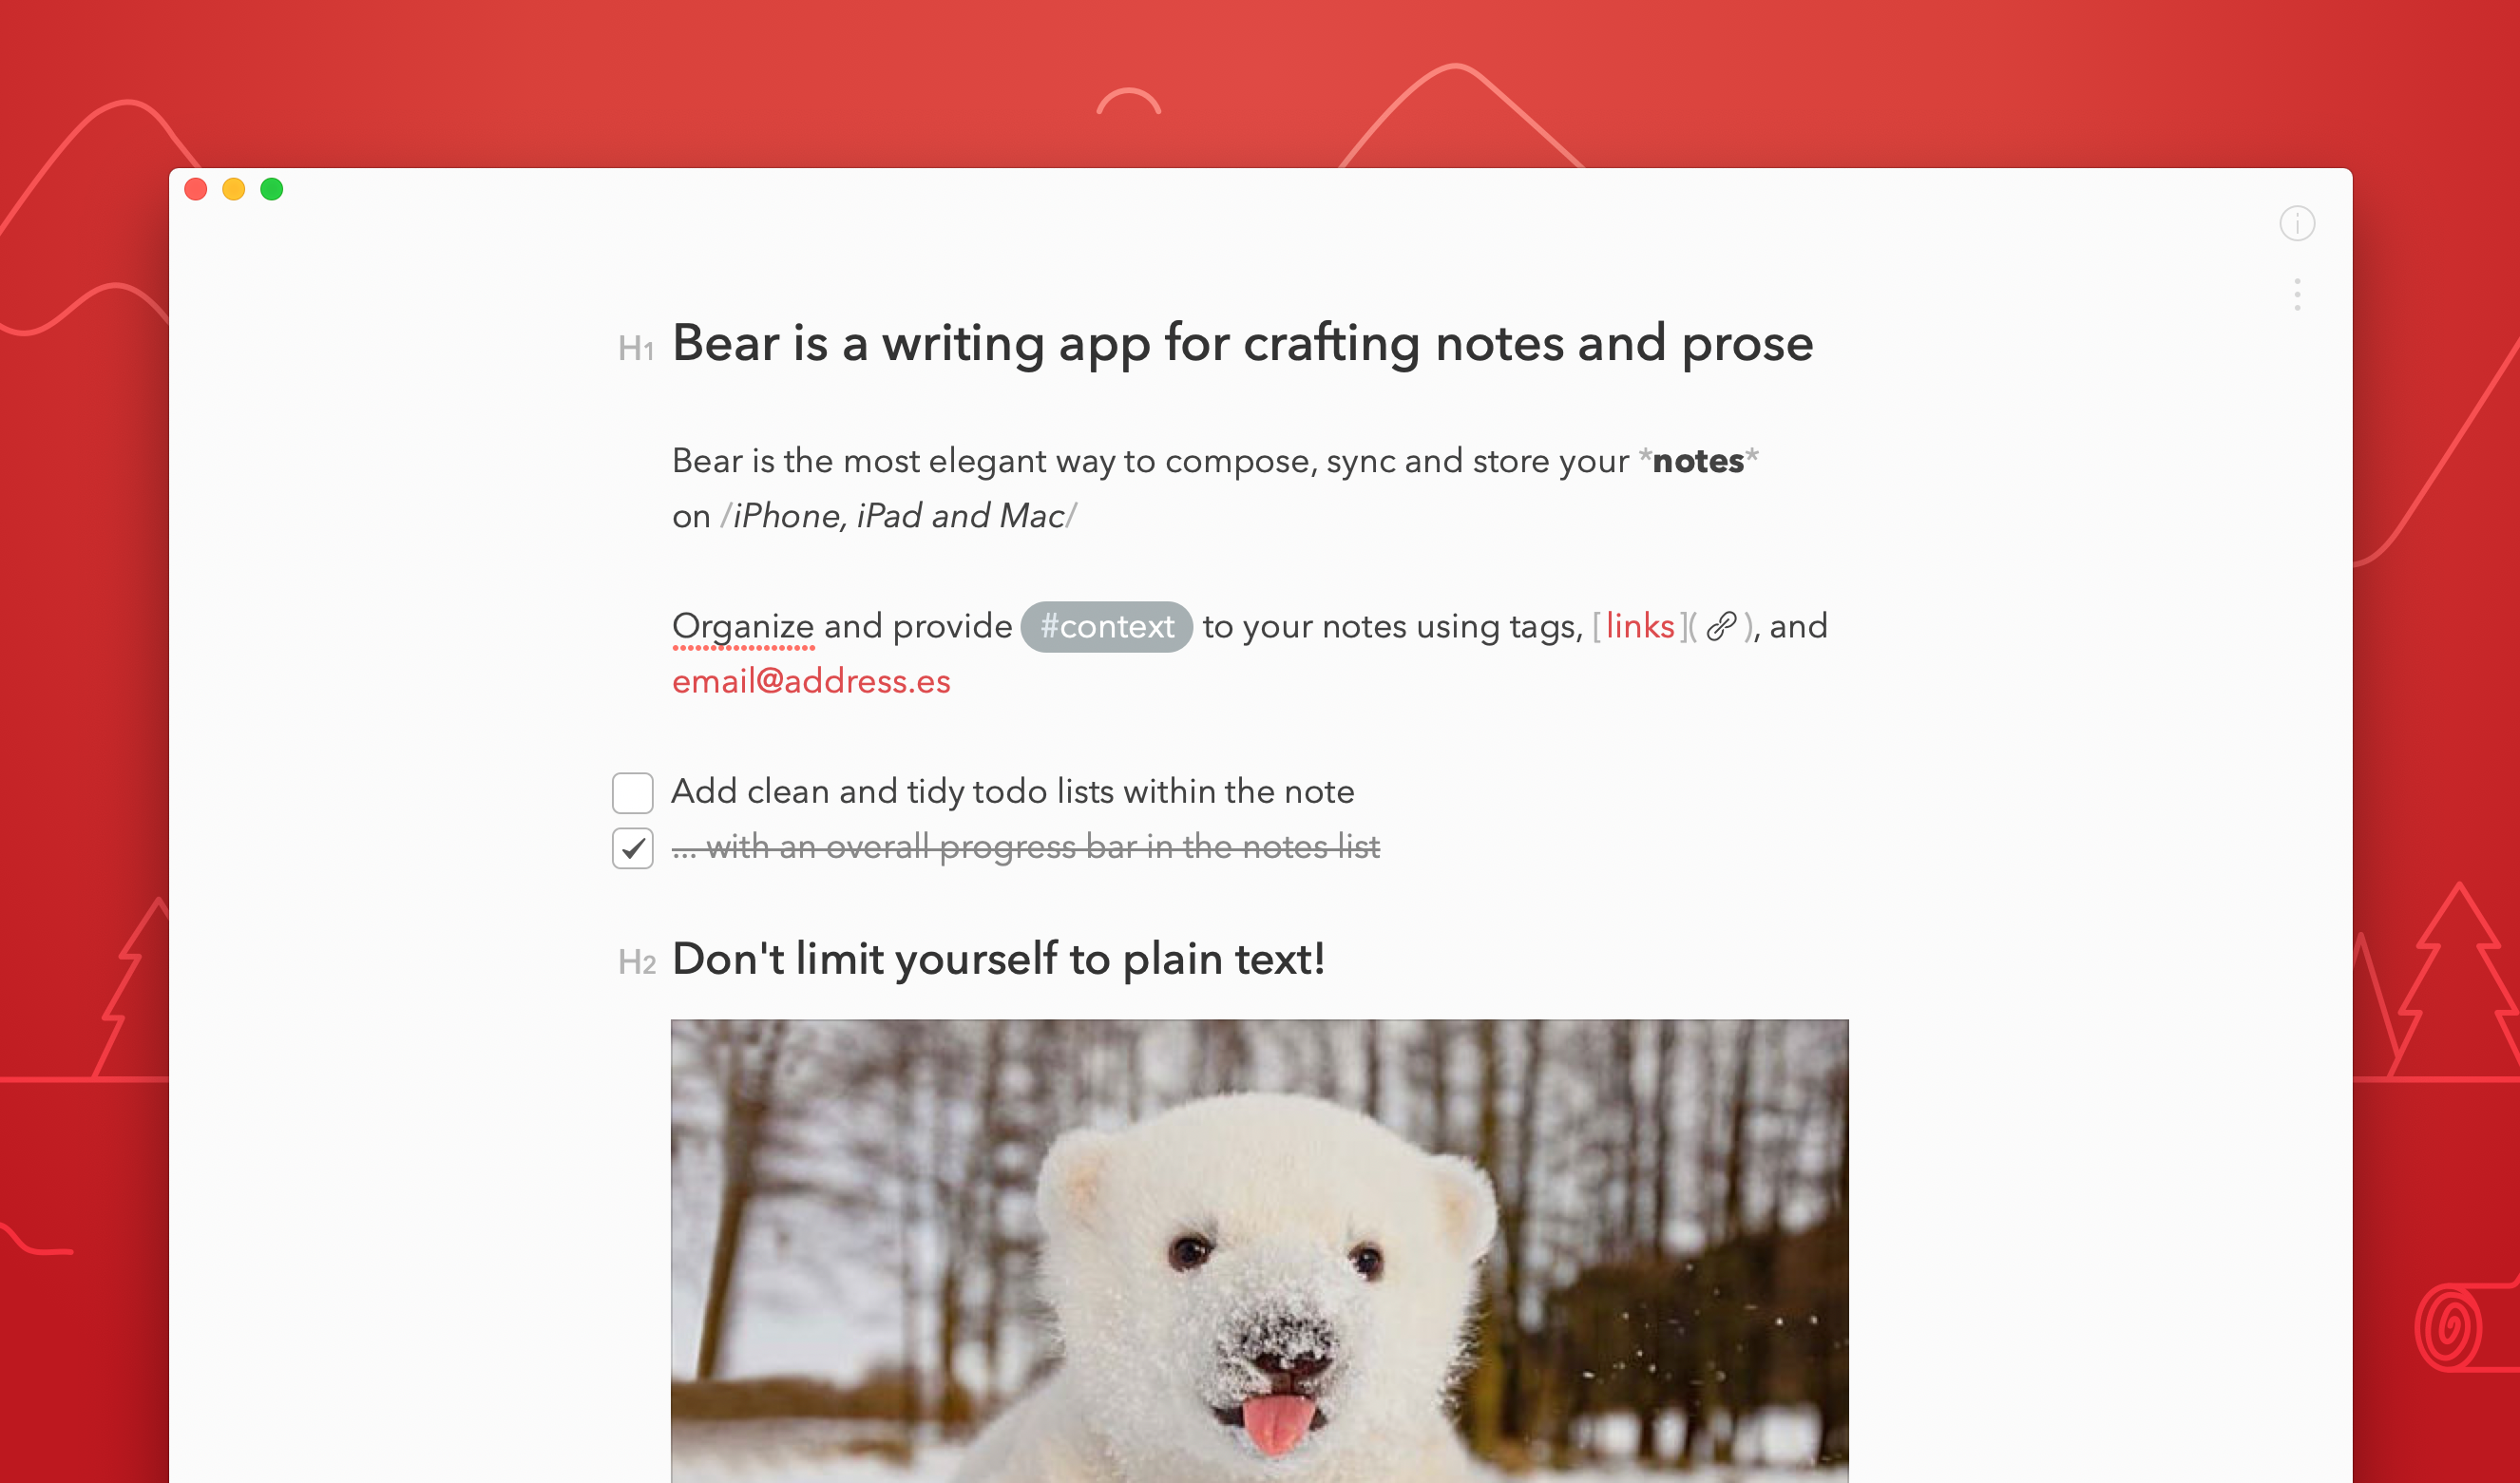 H1 Bear is a writing app for crafting notes and prose
Bear is the most elegant way to compose, sync and store your *notes*
on /iPhone, iPad and Mac/
Organize and provide #context to your notes using tags, [links](), and
email@address.es
Add clean and tidy todo lists within the note
... with an overall progress bar in the notes list
H2 Don't limit yourself to plain text!